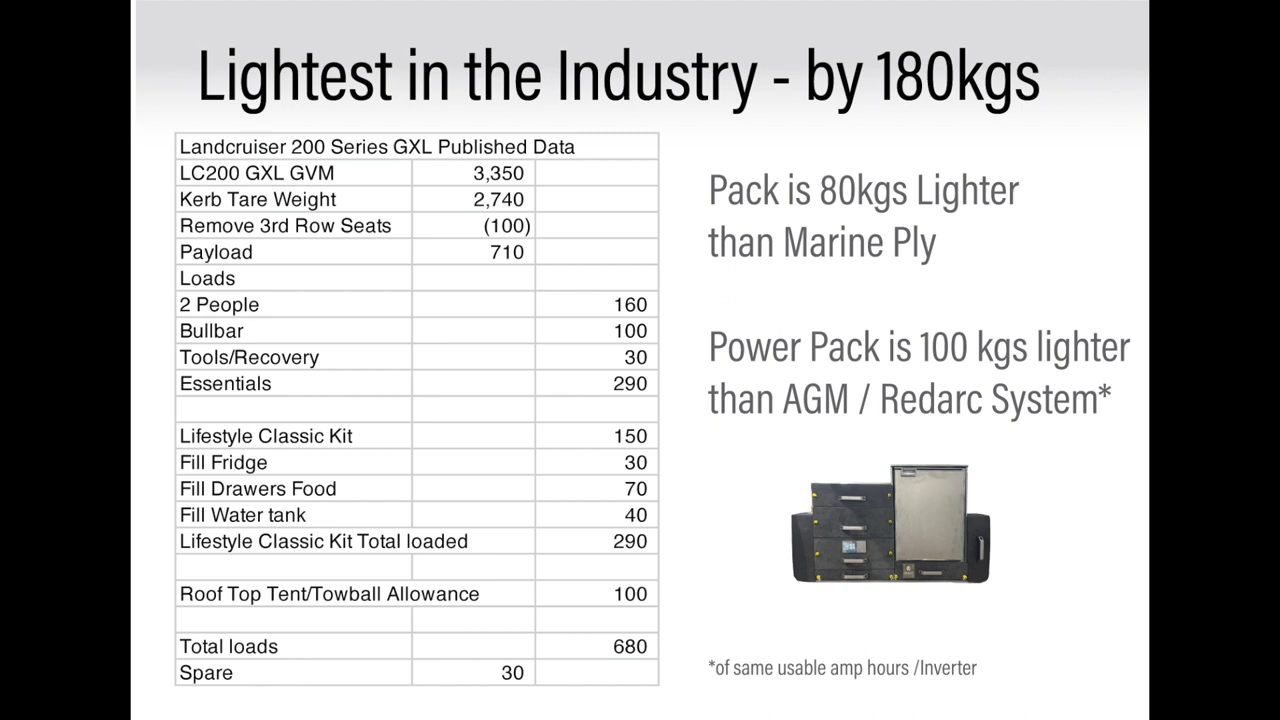 Lightest in the Industry - by 180kgs
Landcruiser 200 Series GXL Published Data
LC200 GXL GVM 3,350
Kerb Tare Weight 2,740
Remove 3rd Row Seats (100)
Payload 710
Loads
2 People 160
Bullbar 100
Tools/Recovery 30
Essentials 290
Lifestyle Classic Kit 150
Fill Fridge 30
Fill Drawers Food 70
Fill Water tank 40
Lifestyle Classic Kit Total loaded 290
Roof Top Tent/Towball Allowance 100
Total loads 680
Spare 30
Pack is 80kgs Lighter
than Marine Ply
Power Pack is 100 kgs lighter
than AGM / Redarc System*
*of same usable amp hours /Inverter